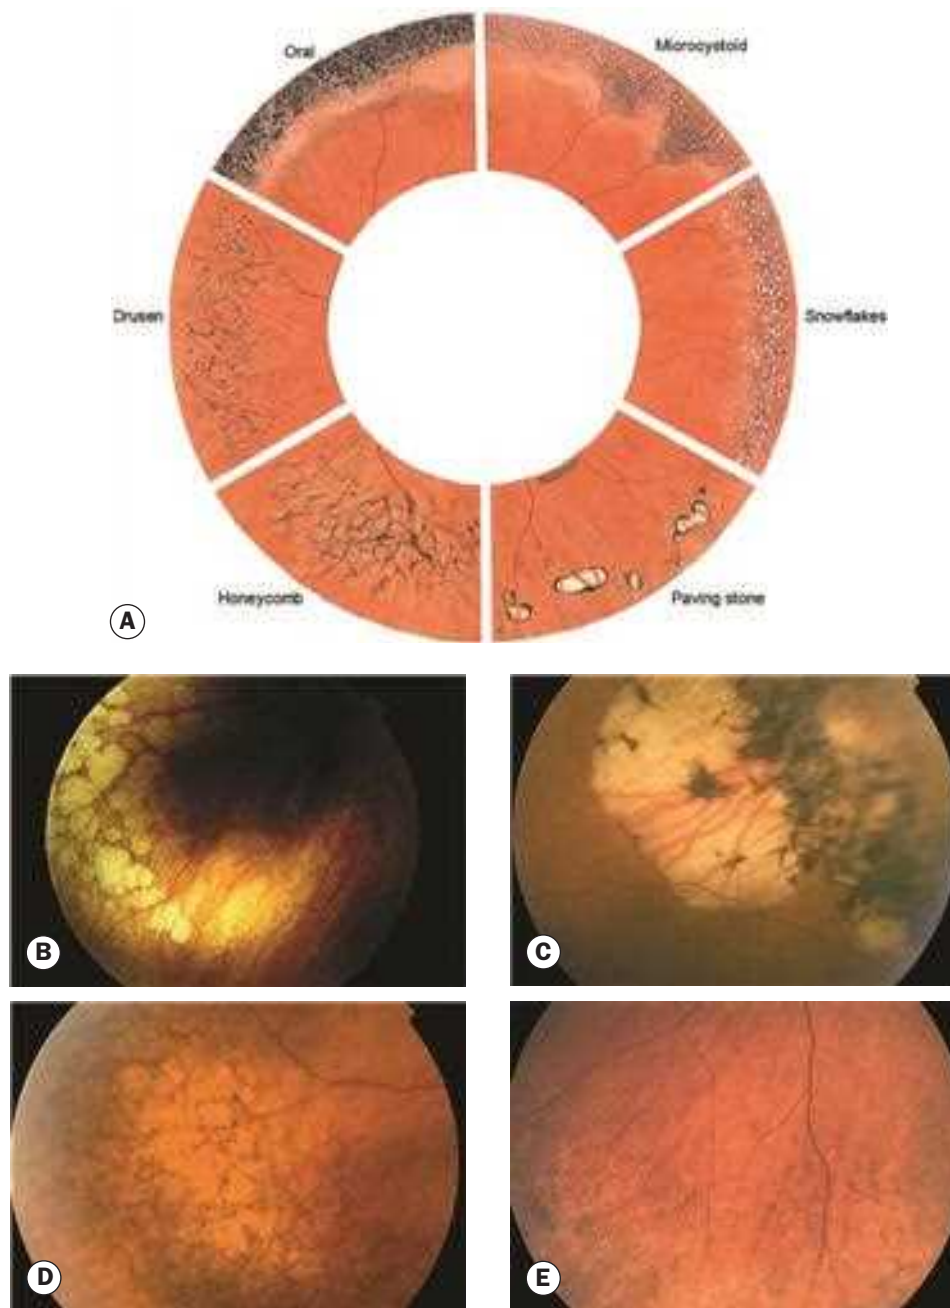 Oral
Microcystoid
Drusen
Snowflakes
Honeycomb
Paving stone
A
B
C
D
E